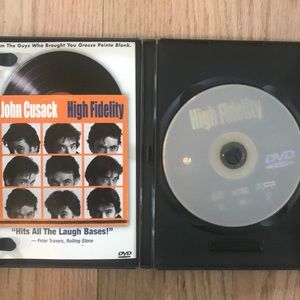 From The Guys Who Brought You Grosse Pointe Blank.
John Cusack High Fidelity
"Hits All The Laugh Bases!"
— Peter Travers, Rolling Stone
DVD
High Fidelity
DVD